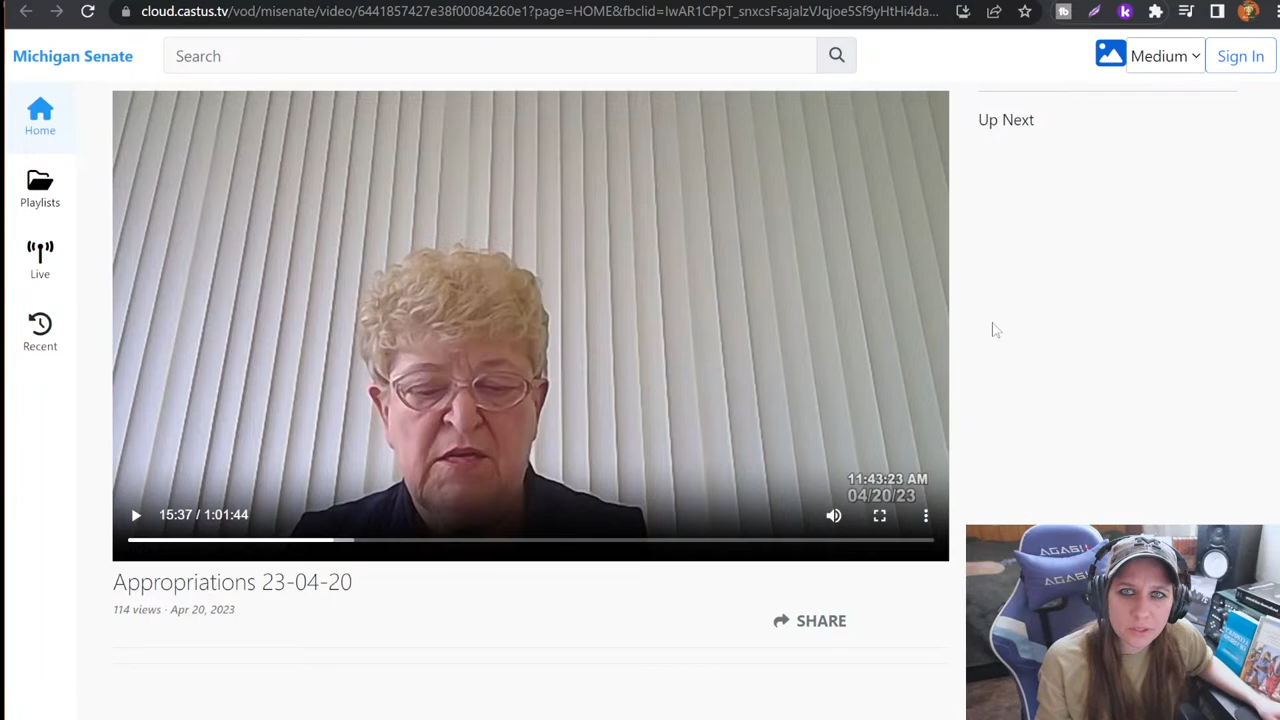 cloud.castus.tv/vod/misenate/video/6441857427e38f00084260e1?page=HOME&fbclid=IwAR1CPpT_snxcsFsajalzVJqjoe5Sf9yHtHi4da...
Michigan Senate
Search
Medium
Sign In
Home
Playlists
Live
Recent
Up Next
11:43:23 AM
04/20/23
15:37 / 1:01:44
Appropriations 23-04-20
114 views · Apr 20, 2023
SHARE
AGASU
AGASU